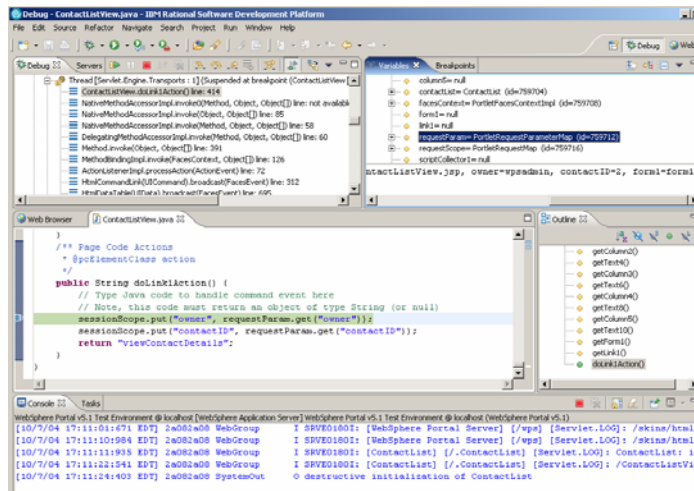 Debug - ContactListView.java - IBM Rational Software Development Platform
File Edit Source Refactor Navigate Search Project Run Window Help
Debug
Web
Debug Servers
Thread [Servlet.Engine.Transports : 1] (Suspended at breakpoint (ContactListView
ContactListView.doLink1Action() line: 414
NativeMethodAccessorImpl.invoke0(Method, Object, Object[]) line: not availabl
NativeMethodAccessorImpl.invoke(Object, Object[]) line: 85
NativeMethodAccessorImpl.invoke(Method, Object, Object[]) line: 58
DelegatingMethodAccessorImpl.invoke(Method, Object, Object[]) line: 60
Method.invoke(Object, Object[]) line: 391
MethodBindingImpl.invoke(FacesContext, Object[]) line: 126
ActionListenerImpl.processAction(ActionEvent) line: 72
HtmlCommandLink(UICommand).broadcast(FacesEvent) line: 312
HtmlDataTable(UIData).broadcast(FacesEvent) line: 695
Variables Breakpoints
column5= null
contactList= ContactList (id=759704)
facesContext= PortletFacesContextImpl (id=759708)
form1= null
link1= null
requestParam= PortletRequestParameterMap (id=759712)
requestScope= PortletRequestMap (id=759716)
scriptCollector1= null
ntactListView.jsp, owner=wpsadmin, contactID=2, form1=form1
Web Browser ContactListView.java
}
/** Page Code Actions
* @pcElementClass action
*/
public String doLink1Action() {
// Type Java code to handle command event here
// Note, this code must return an object of type String (or null)
sessionScope.put("owner", requestParam.get("owner"));
sessionScope.put("contactID", requestParam.get("contactID"));
return "viewContactDetails";
}
}
Outline
getColumn2()
getText4()
getColumn3()
getText6()
getColumn4()
getText8()
getColumn5()
getText10()
getForm1()
getLink1()
doLink1Action()
Console Tasks
WebSphere Portal v5.1 Test Environment @ localhost [WebSphere Application Server] WebSphere Portal v5.1 Test Environment @ localhost (WebSphere Portal v5.1)
[10/7/04 17:11:01:671 EDT] 2a082a08 WebGroup I SRVE0180I: [WebSphere Portal Server] [/wps] [Servlet.LOG]: /skins/html
[10/7/04 17:11:10:984 EDT] 2a082a08 WebGroup I SRVE0180I: [WebSphere Portal Server] [/wps] [Servlet.LOG]: /skins/html
[10/7/04 17:11:11:935 EDT] 2a082a08 WebGroup I SRVE0180I: [ContactList] [/.ContactList] [Servlet.LOG]: ContactList: i
[10/7/04 17:11:22:541 EDT] 2a082a08 WebGroup I SRVE0180I: [ContactList] [/.ContactList] [Servlet.LOG]: /ContactListVi
[10/7/04 17:11:24:403 EDT] 2a082a08 SystemOut O destructive initialization of ContactList